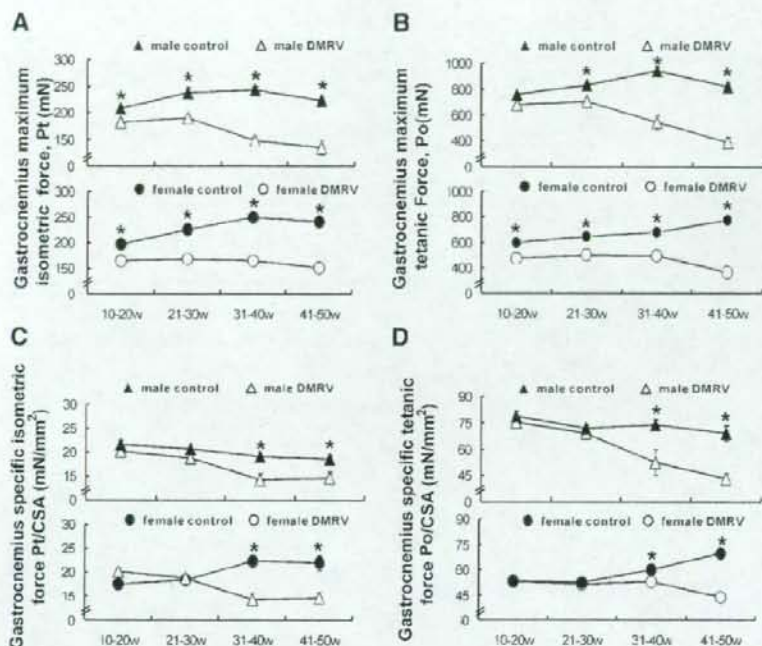 A
▲ male control △ male DMRV
Gastrocnemius maximum
isometric force, Pt (mN)
300
250
200
150
0
* * * *
● female control ○ female DMRV
300
250
200
150
0
* * * *
10-20w 21-30w 31-40w 41-50w
B
▲ male control △ male DMRV
Gastrocnemius maximum
tetanic Force, Po(mN)
1000
800
600
400
0
* * *
● female control ○ female DMRV
1000
800
600
400
0
* * * *
10-20w 21-30w 31-40w 41-50w
C
▲ male control △ male DMRV
Gastrocnemius specific isometric
force Pt/CSA (mN/mm²)
30
25
20
15
0
* *
● female control ○ female DMRV
30
25
20
15
0
* *
10-20w 21-30w 31-40w 41-50w
D
▲ male control △ male DMRV
Gastrocnemius specific tetanic
force Po/CSA (mN/mm²)
90
75
60
45
0
* *
● female control ○ female DMRV
90
75
60
45
0
* *
10-20w 21-30w 31-40w 41-50w